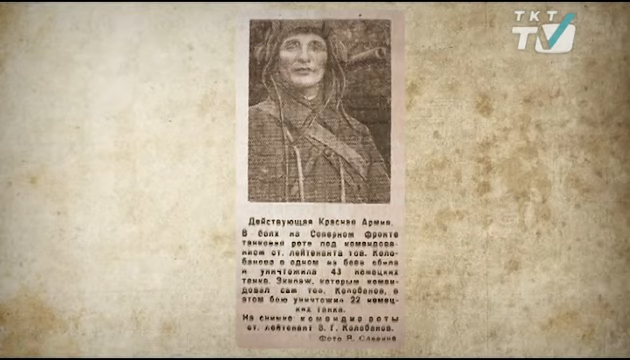 ТКТ
TV
Действующая Красная Армия.
В боях на Северном фронте
танковая рота под командова-
нием ст. лейтенанта тов. Коло-
банова в одном из боев сбила
и уничтожила 43 немецких
танка. Экипаж, которым коман-
довал сам тов. Колобанов, в
этом бою уничтожил 22 немец-
ких танка.
На снимке командир роты
ст. лейтенант З. Г. Колобанов.
Фото В. Славина